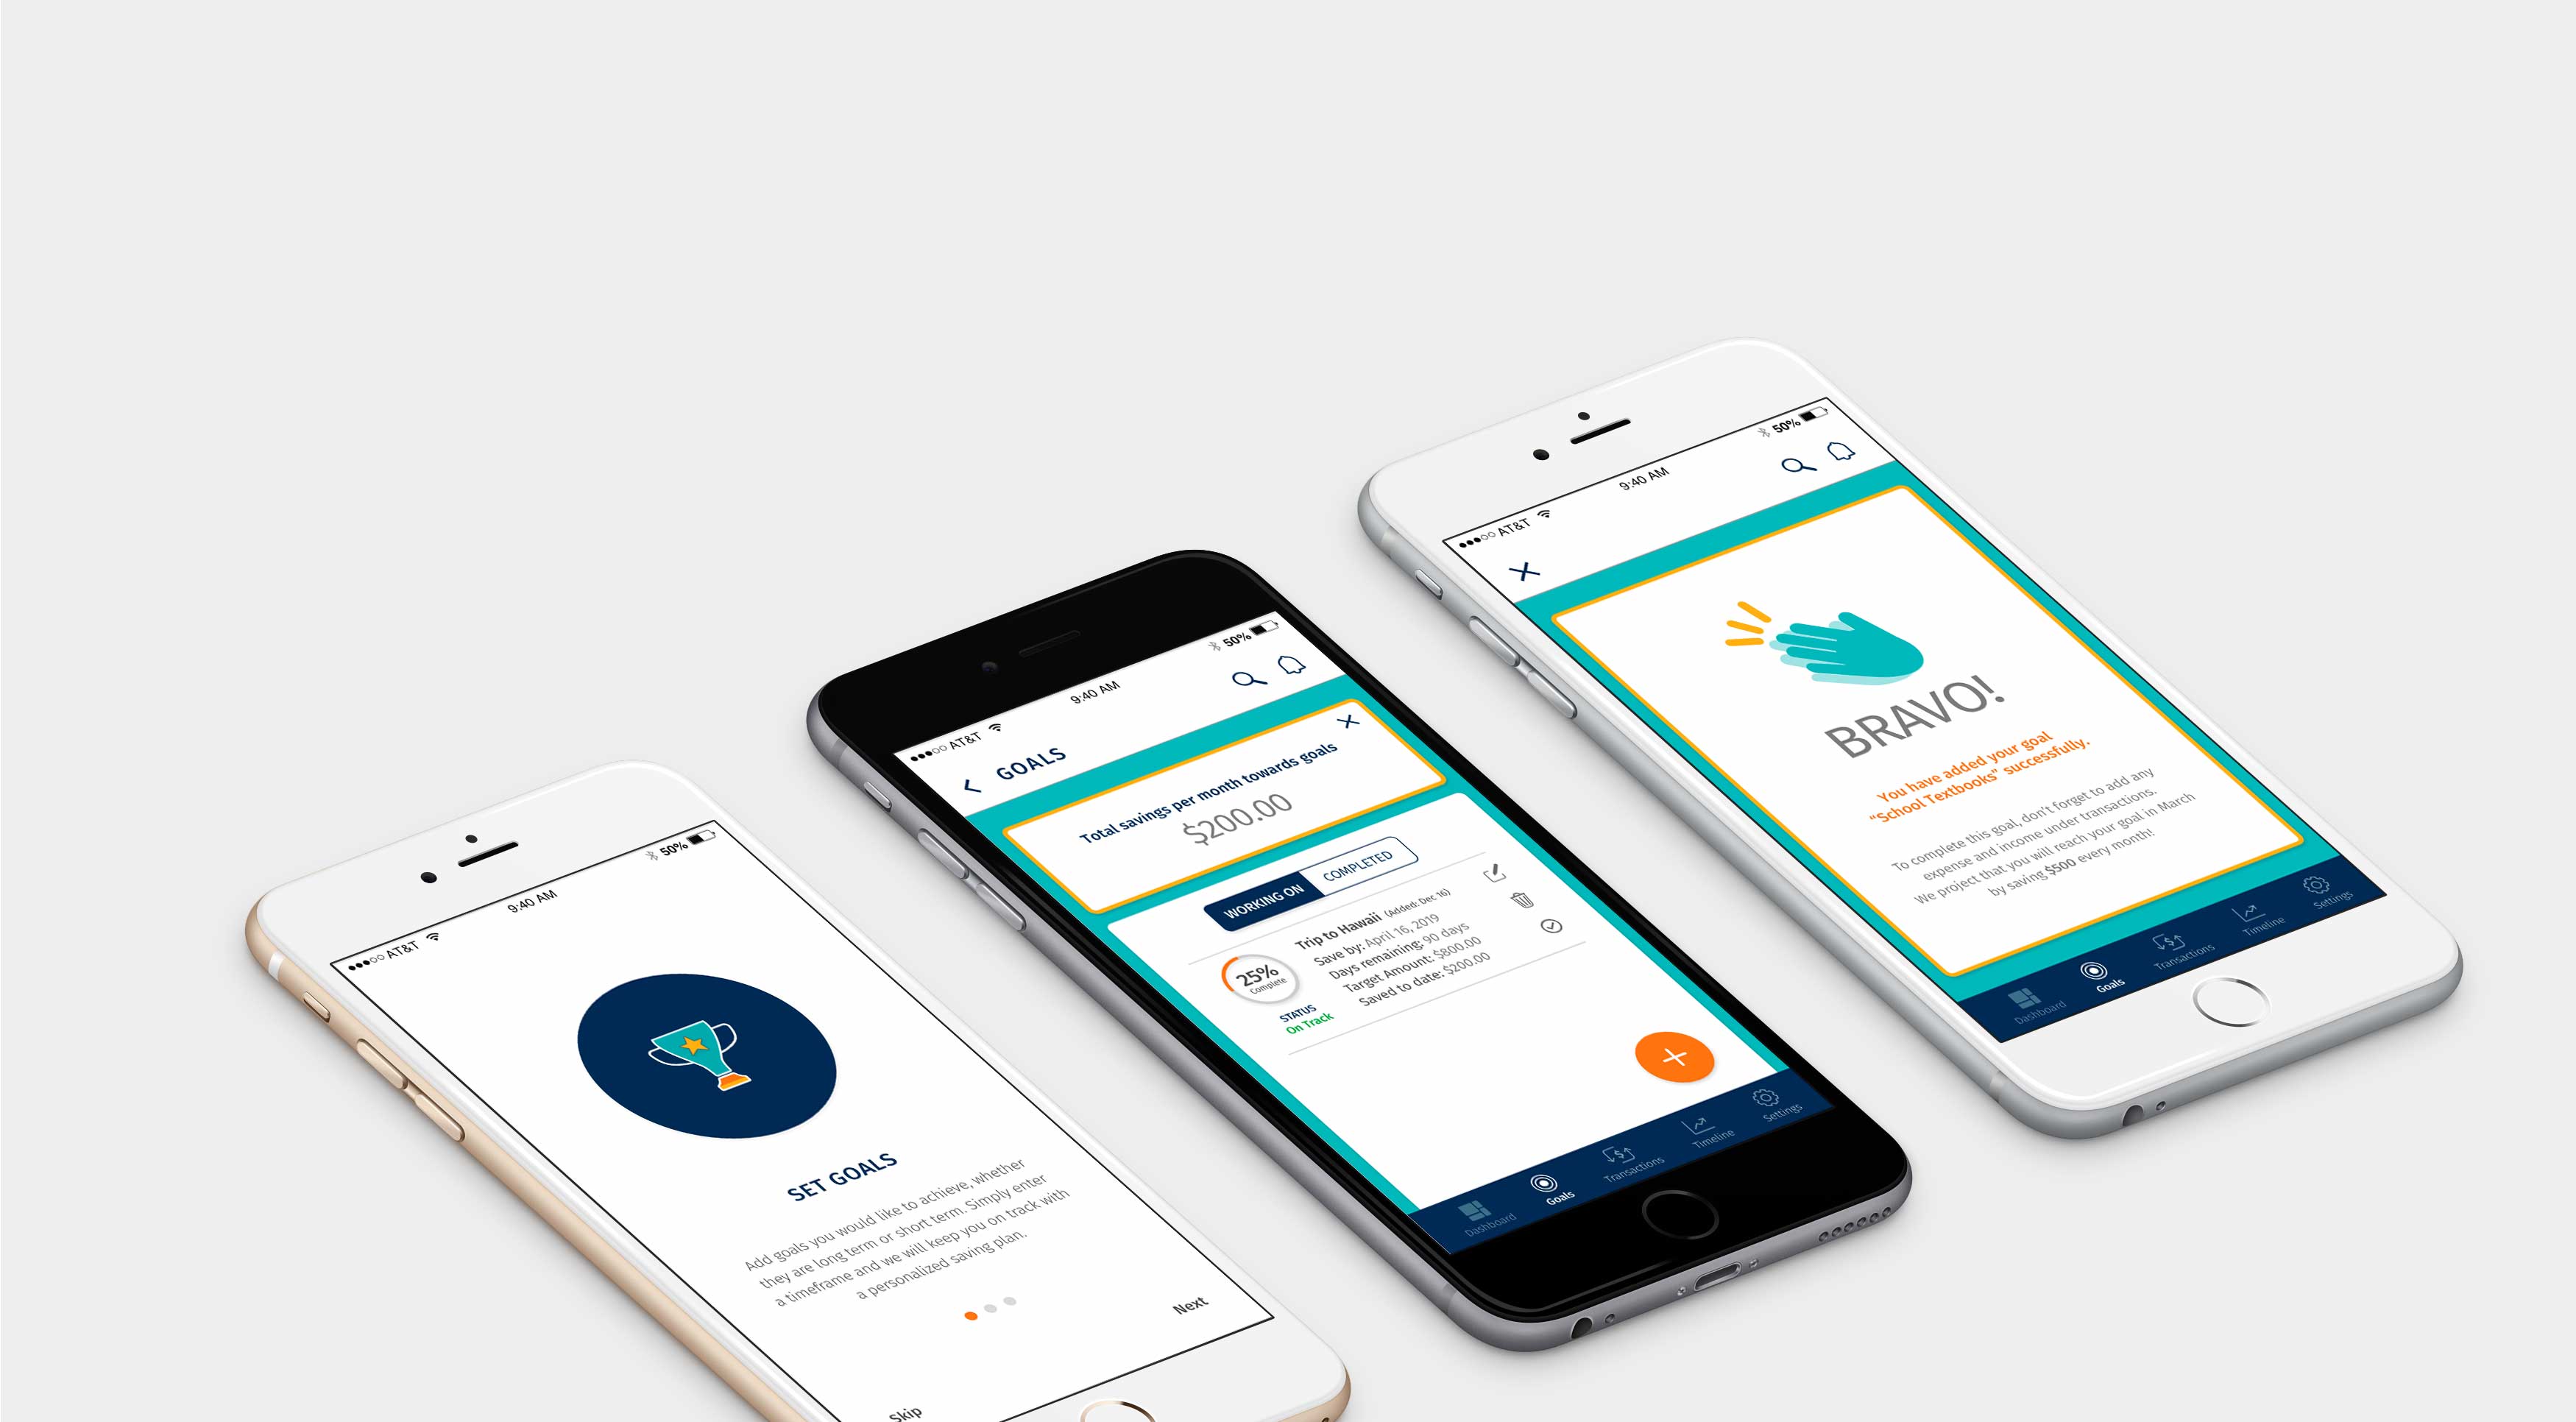 AT&T
9:40 AM
50%
SET GOALS
Add goals you would like to achieve, whether
they are long term or short term. Simply enter
a timeframe and we will keep you on track with
a personalized saving plan.
Skip
Next
AT&T
9:40 AM
50%
GOALS
Total savings per month towards goals
$200.00
WORKING ON
COMPLETED
Trip to Hawaii (Added: Dec 16)
Save by: April 16, 2019
Days remaining: 90 days
Target Amount: $800.00
Saved to date: $200.00
25%
Complete
STATUS
On Track
Dashboard
Goals
Transactions
Timeline
Settings
AT&T
9:40 AM
50%
BRAVO!
You have added your goal
“School Textbooks” successfully.
To complete this goal, don't forget to add any
expense and income under transactions.
We project that you will reach your goal in March
by saving $500 every month!
Dashboard
Goals
Transactions
Timeline
Settings